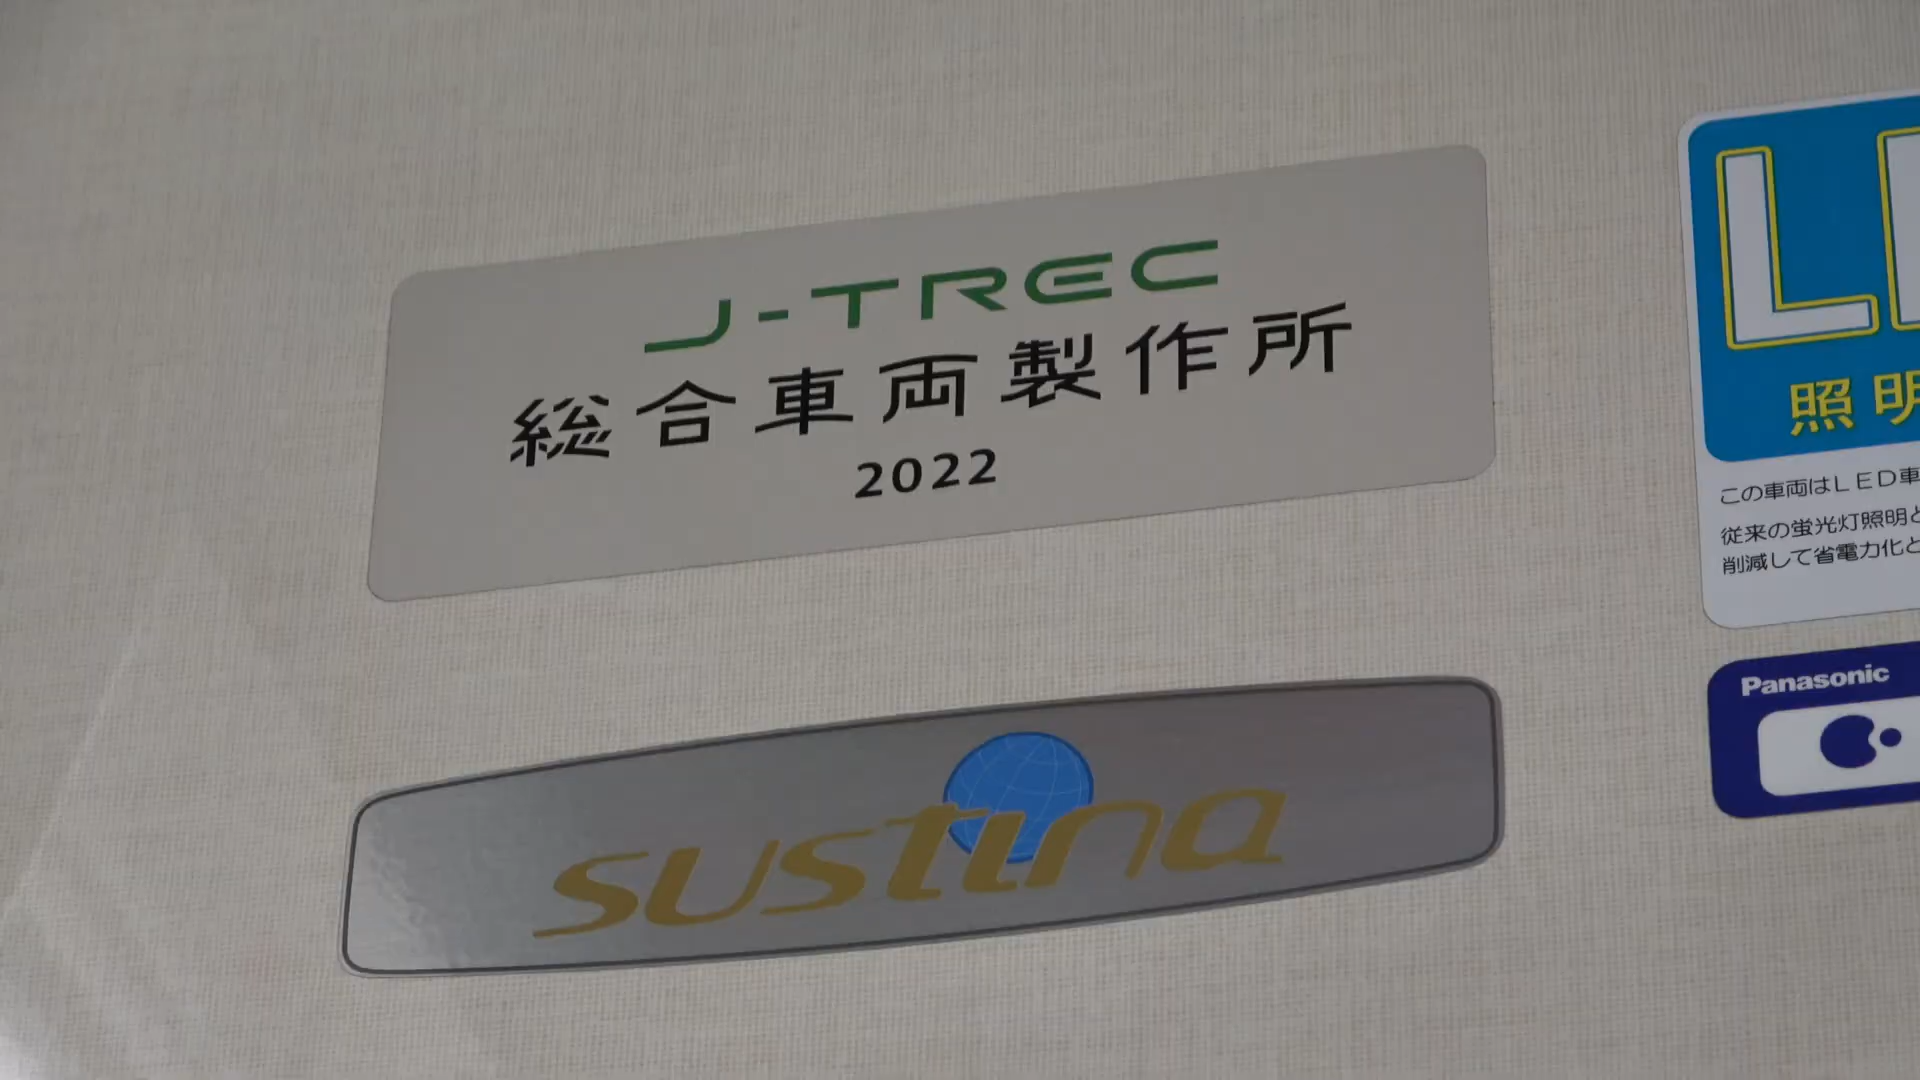 J-TREC
総合車両製作所
2022
sustina
照明
この車両はLED車
従来の蛍光灯照明と
削減して省電力化と
Panasonic